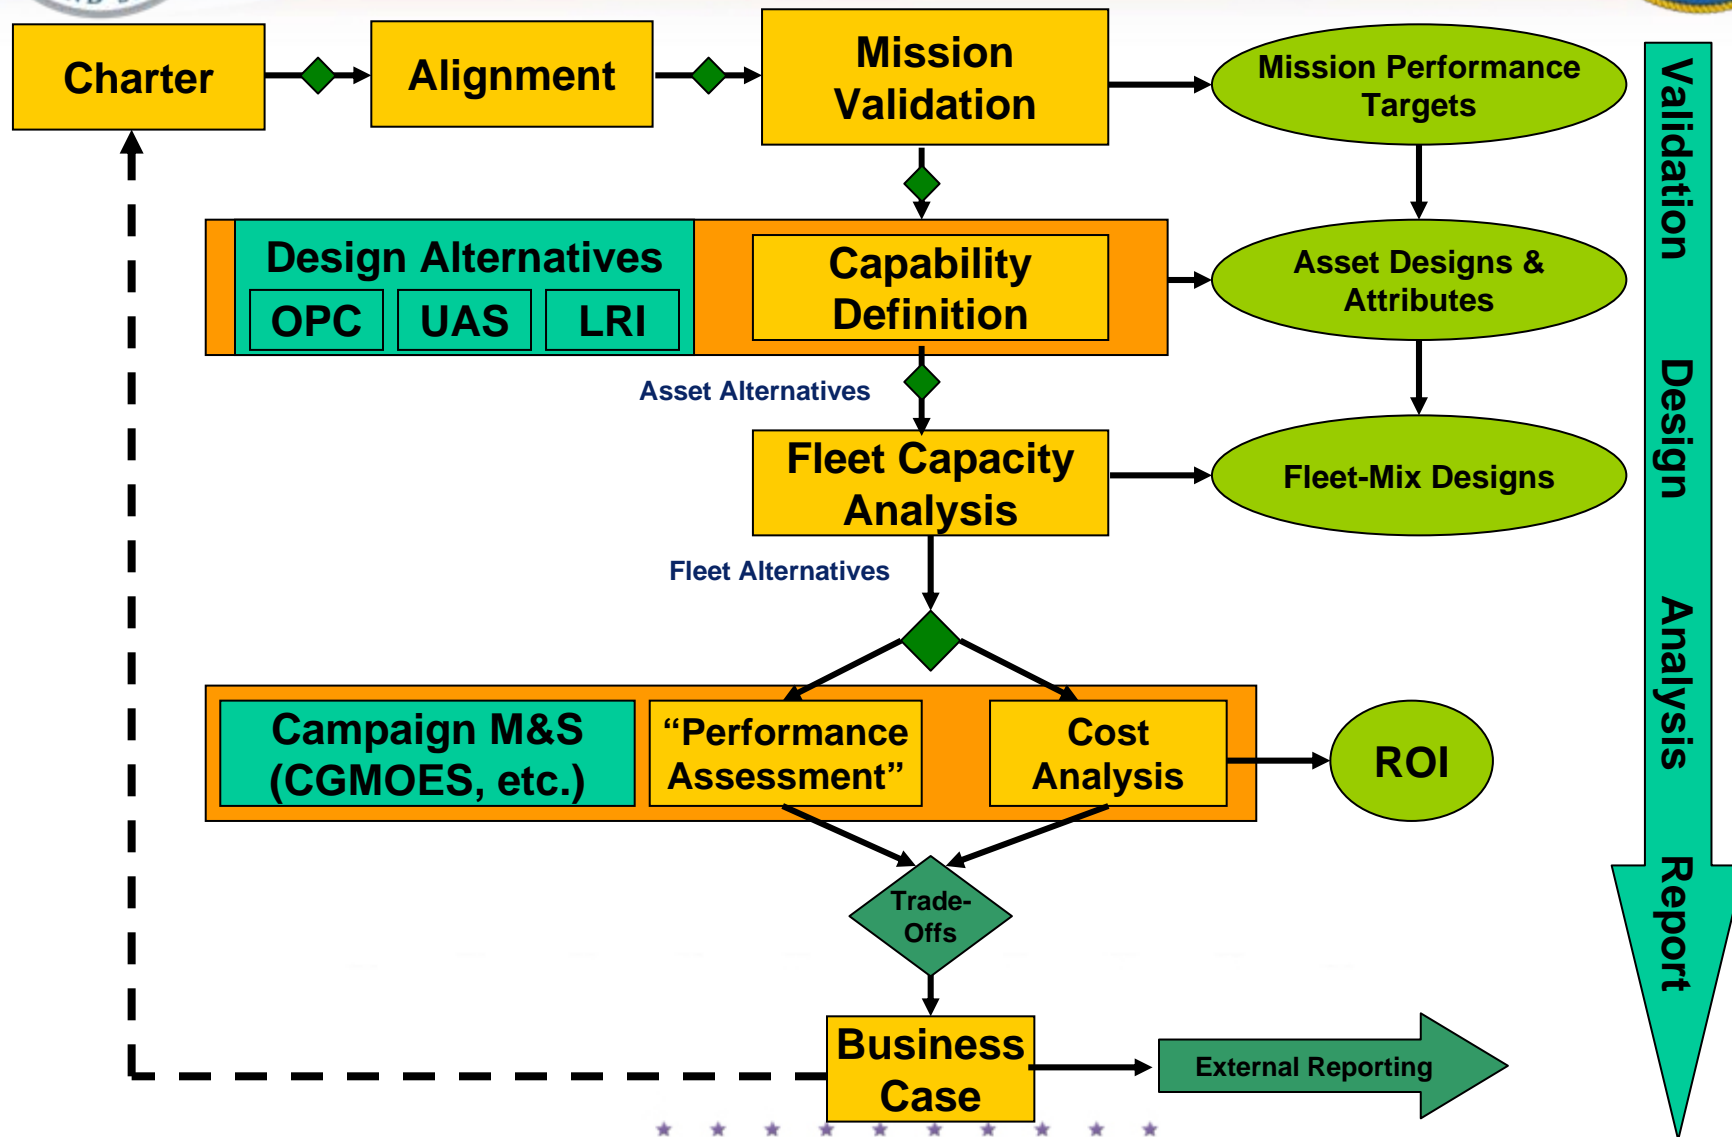 Charter
Alignment
Mission
Validation
Mission Performance
Targets
Design Alternatives
OPC
UAS
LRI
Capability
Definition
Asset Designs &
Attributes
Asset Alternatives
Fleet Capacity
Analysis
Fleet-Mix Designs
Fleet Alternatives
Campaign M&S
(CGMOES, etc.)
“Performance
Assessment”
Cost
Analysis
ROI
Trade-
Offs
Business
Case
External Reporting
Validation Design Analysis Report